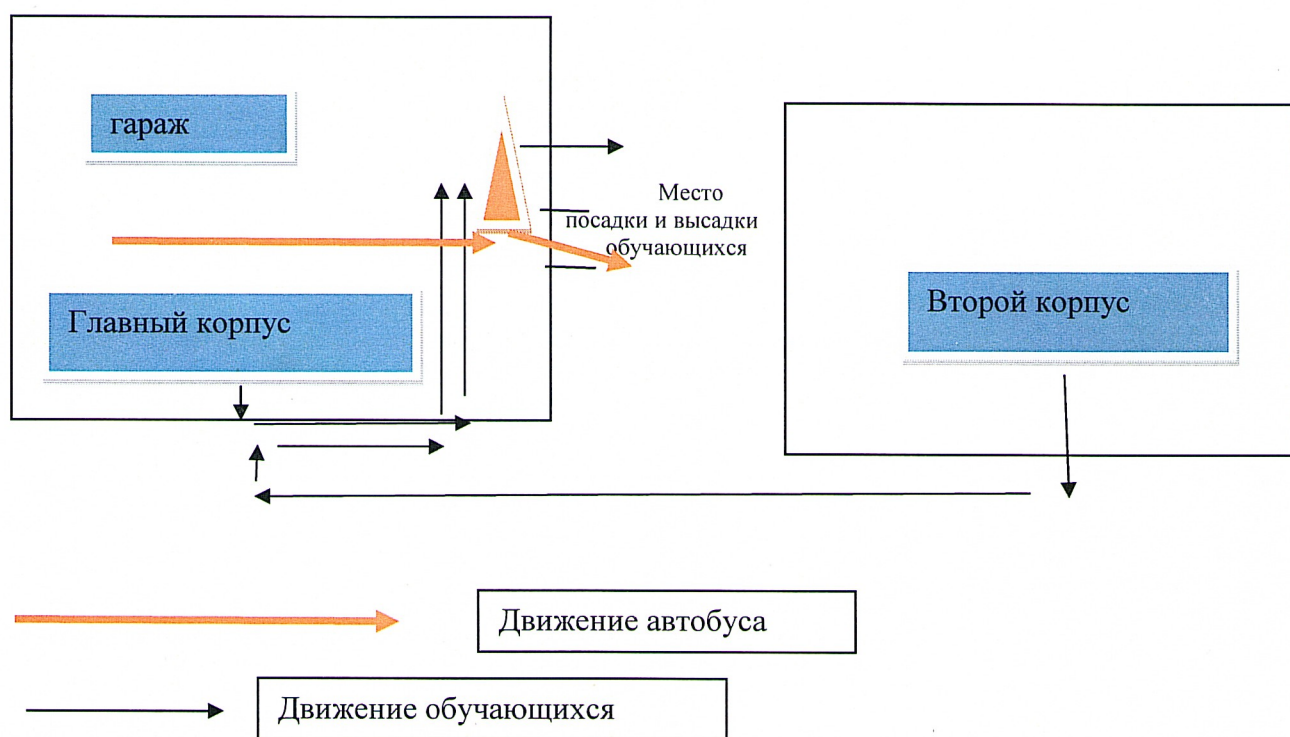 гараж
Место
посадки и высадки
обучающихся
Главный корпус
Второй корпус
Движение автобуса
Движение обучающихся